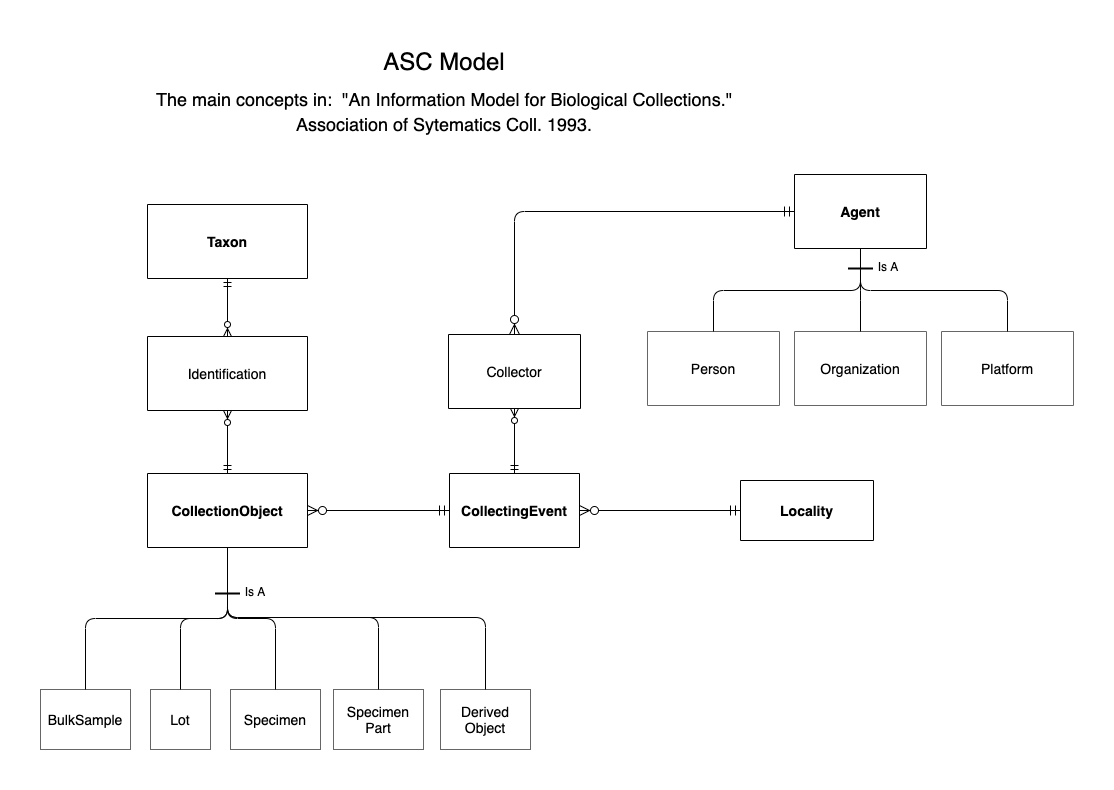 ASC Model
The main concepts in:  "An Information Model for Biological Collections."
Association of Sytematics Coll. 1993.
Agent
Taxon
Is A
Identification
Collector
Person
Organization
Platform
CollectionObject
CollectingEvent
Locality
Is A
BulkSample
Lot
Specimen
Specimen
Part
Derived
Object